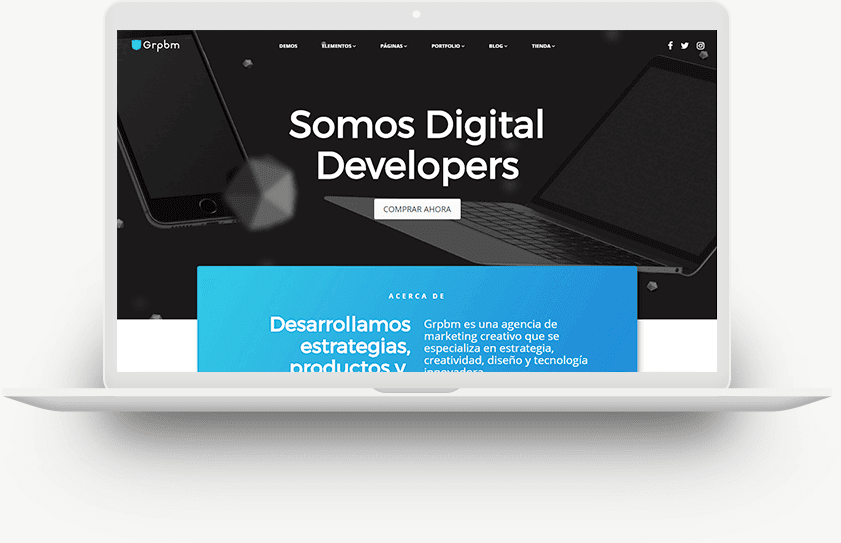 Grpbm
DEMOS
ELEMENTOS
PÁGINAS
PORTFOLIO
BLOG
TIENDA
Somos Digital
Developers
COMPRAR AHORA
ACERCA DE
Desarrollamos
estrategias,
productos y
Grpbm es una agencia de
marketing creativo que se
especializa en estrategia,
creatividad, diseño y tecnología
innovadora